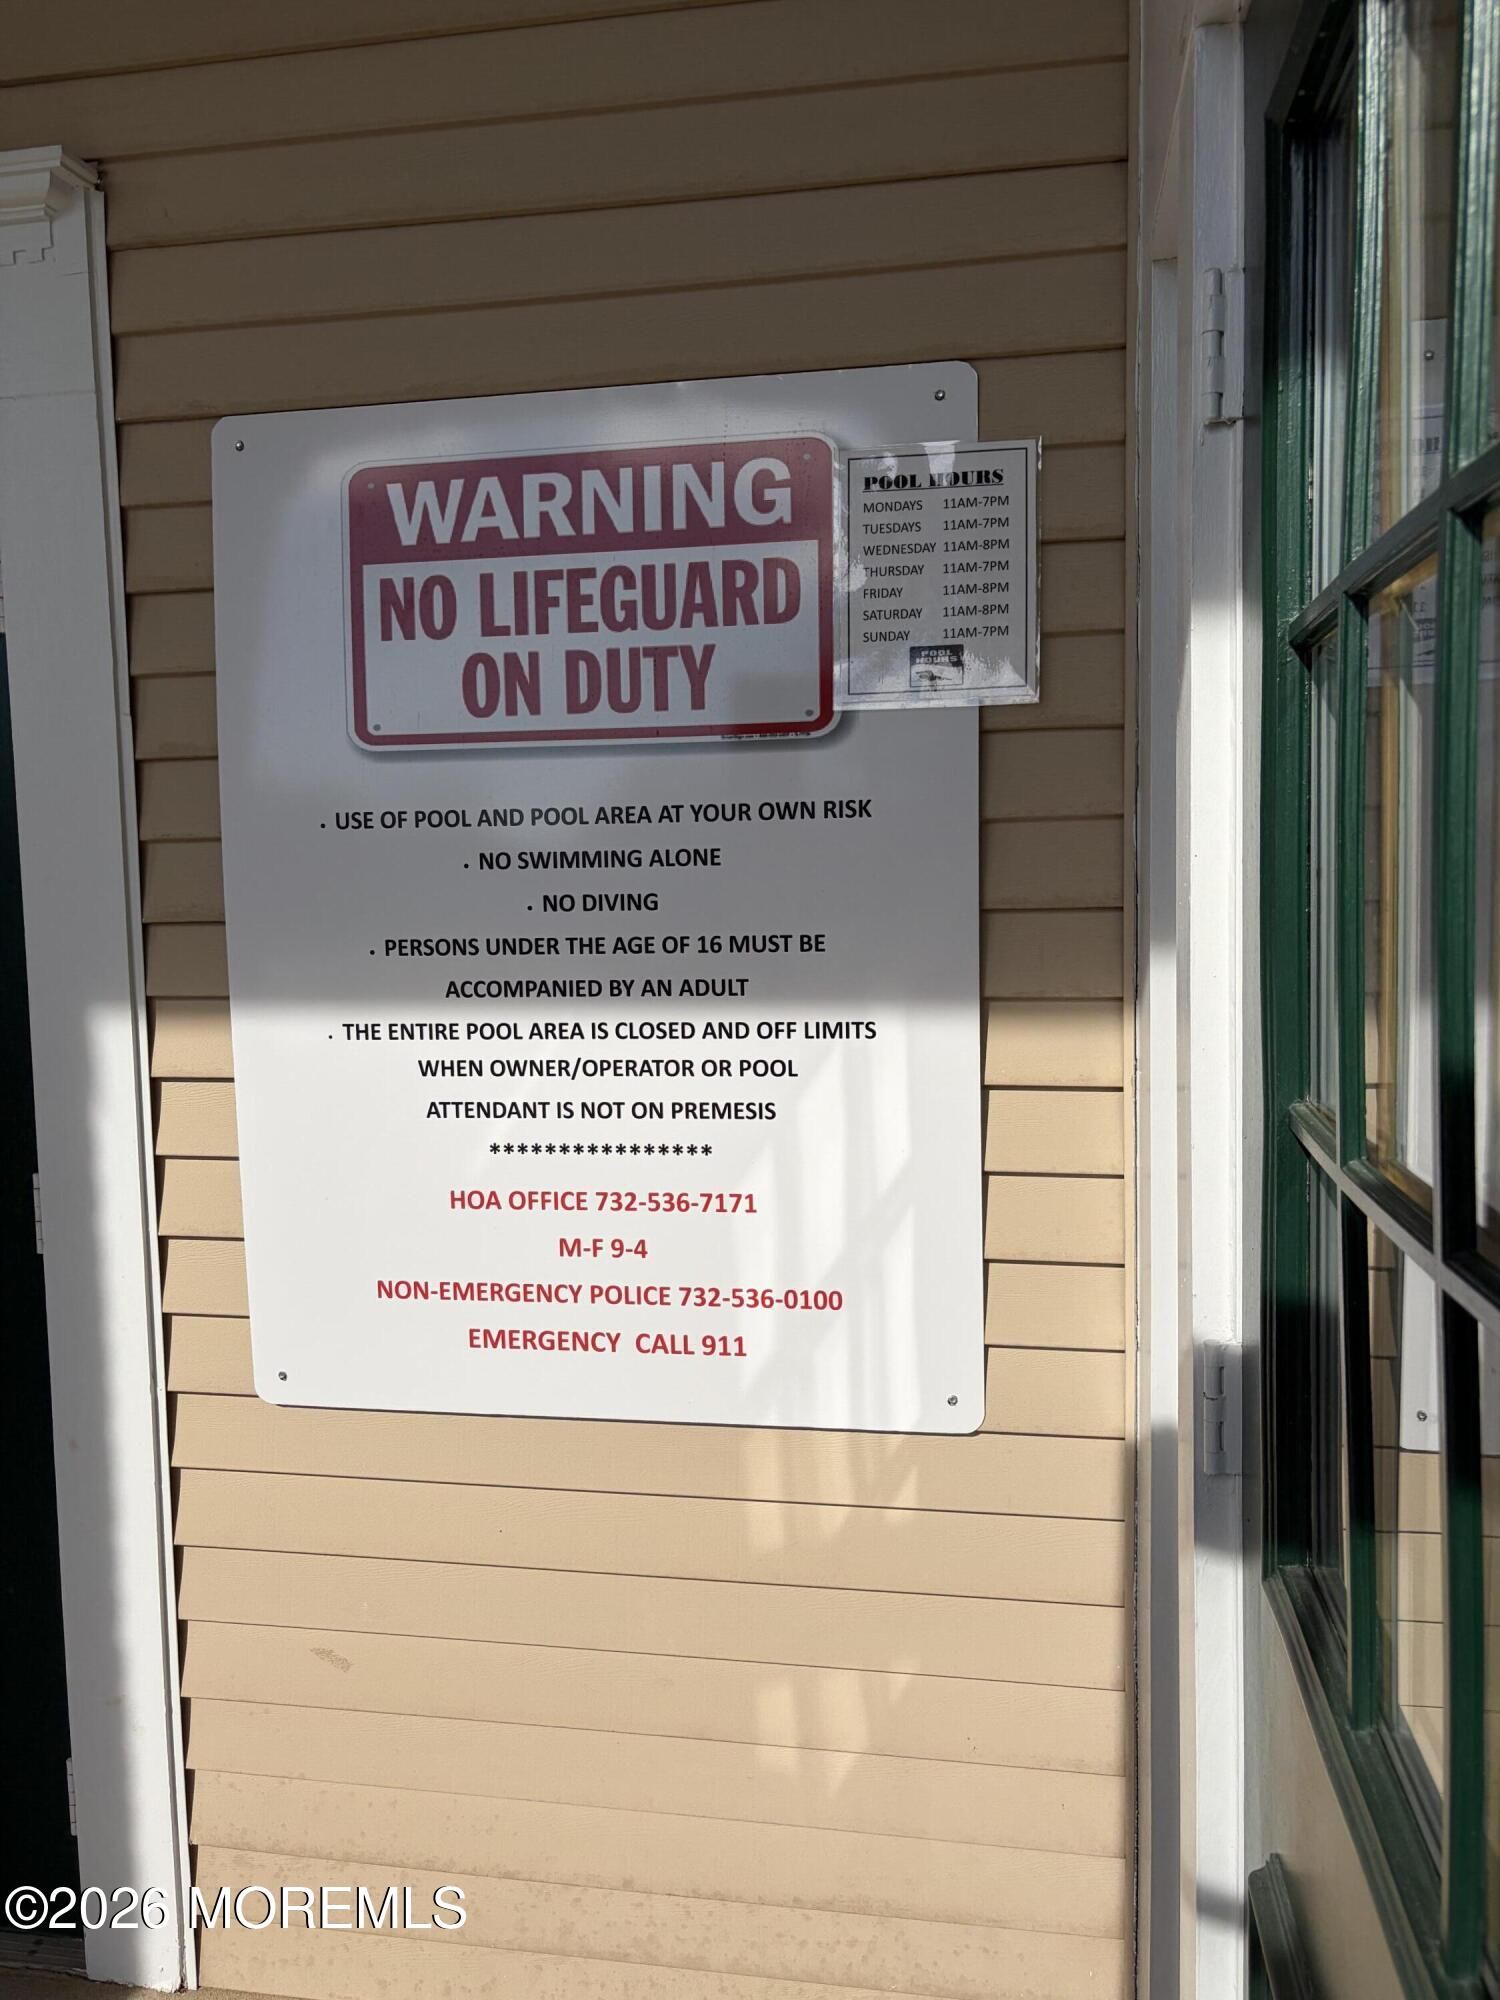 WARNING
NO LIFEGUARD
ON DUTY
POOL HOURS
MONDAYS 11AM-7PM
TUESDAYS 11AM-7PM
WEDNESDAY 11AM-8PM
THURSDAY 11AM-7PM
FRIDAY 11AM-8PM
SATURDAY 11AM-8PM
SUNDAY 11AM-7PM
POOL
HOURS
. USE OF POOL AND POOL AREA AT YOUR OWN RISK
. NO SWIMMING ALONE
. NO DIVING
. PERSONS UNDER THE AGE OF 16 MUST BE
ACCOMPANIED BY AN ADULT
. THE ENTIRE POOL AREA IS CLOSED AND OFF LIMITS
WHEN OWNER/OPERATOR OR POOL
ATTENDANT IS NOT ON PREMESIS
****************
HOA OFFICE 732-536-7171
M-F 9-4
NON-EMERGENCY POLICE 732-536-0100
EMERGENCY CALL 911
©2026 MOREMLS